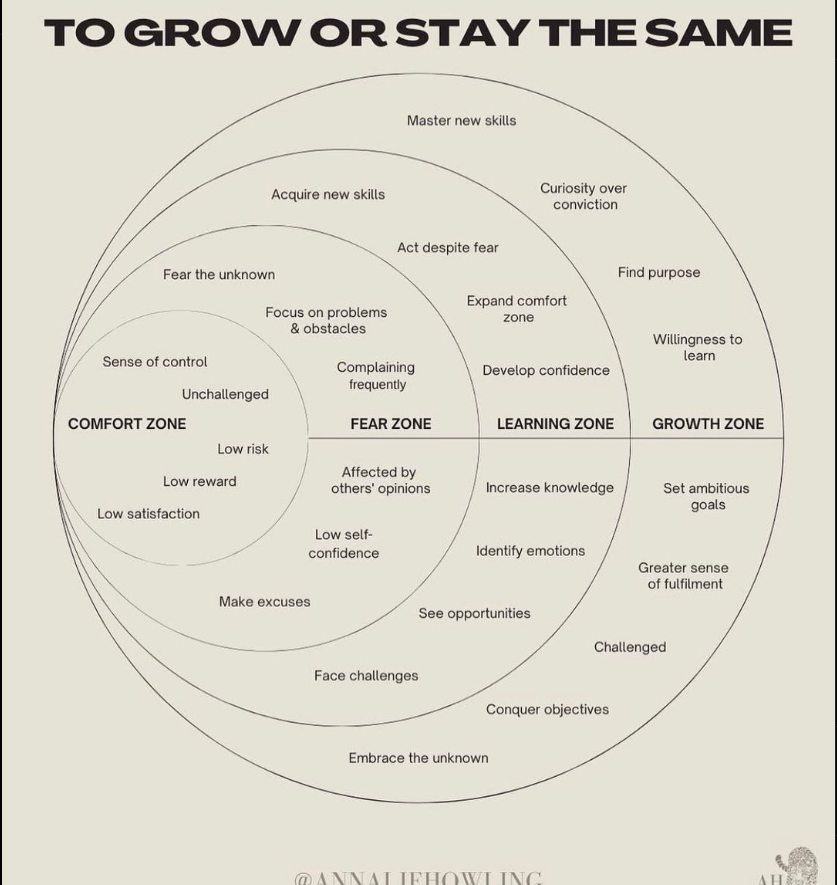 TO GROW OR STAY THE SAME
Master new skills
Curiosity over
conviction
Find purpose
Willingness to
learn
Acquire new skills
Act despite fear
Expand comfort
zone
Develop confidence
Fear the unknown
Focus on problems
& obstacles
Complaining
frequently
Sense of control
Unchallenged
COMFORT ZONE
FEAR ZONE
LEARNING ZONE
GROWTH ZONE
Low risk
Low reward
Low satisfaction
Affected by
others' opinions
Low self-
confidence
Make excuses
Increase knowledge
Identify emotions
See opportunities
Face challenges
Set ambitious
goals
Greater sense
of fulfilment
Challenged
Conquer objectives
Embrace the unknown
@ANNALIEHOWLING
AH